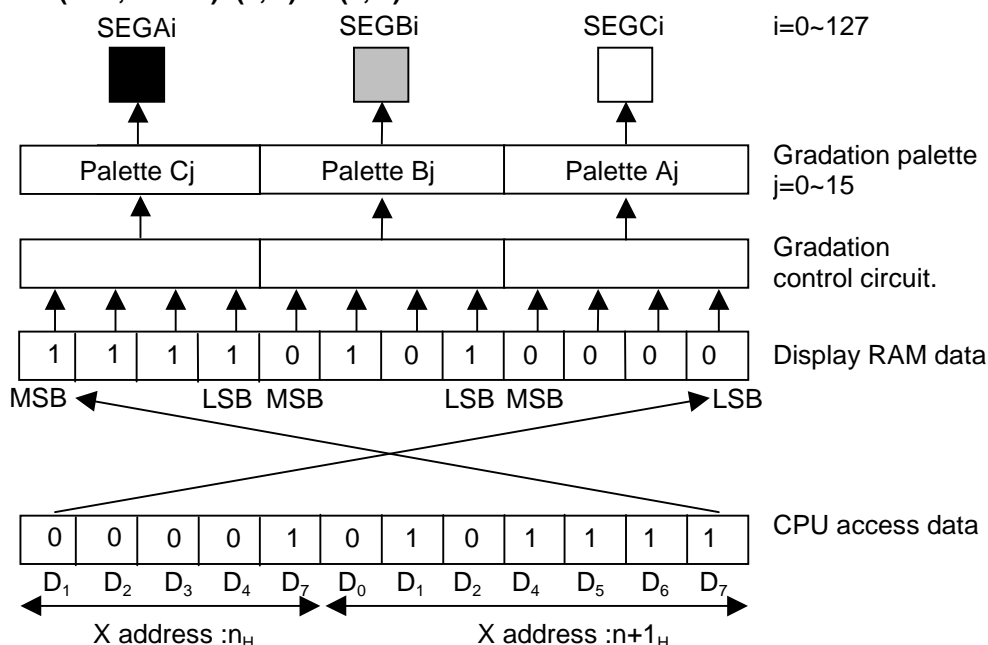 SEGAi SEGBi SEGCi i=0~127
Palette Cj Palette Bj Palette Aj Gradation palette
j=0~15
Gradation
control circuit.
1 1 1 1 0 1 0 1 0 0 0 0 Display RAM data
MSB LSB MSB LSB MSB LSB
0 0 0 0 1 0 1 0 1 1 1 1 CPU access data
D₁ D₂ D₃ D₄ D₇ D₀ D₁ D₂ D₄ D₅ D₆ D₇
X address :nH X address :n+1H